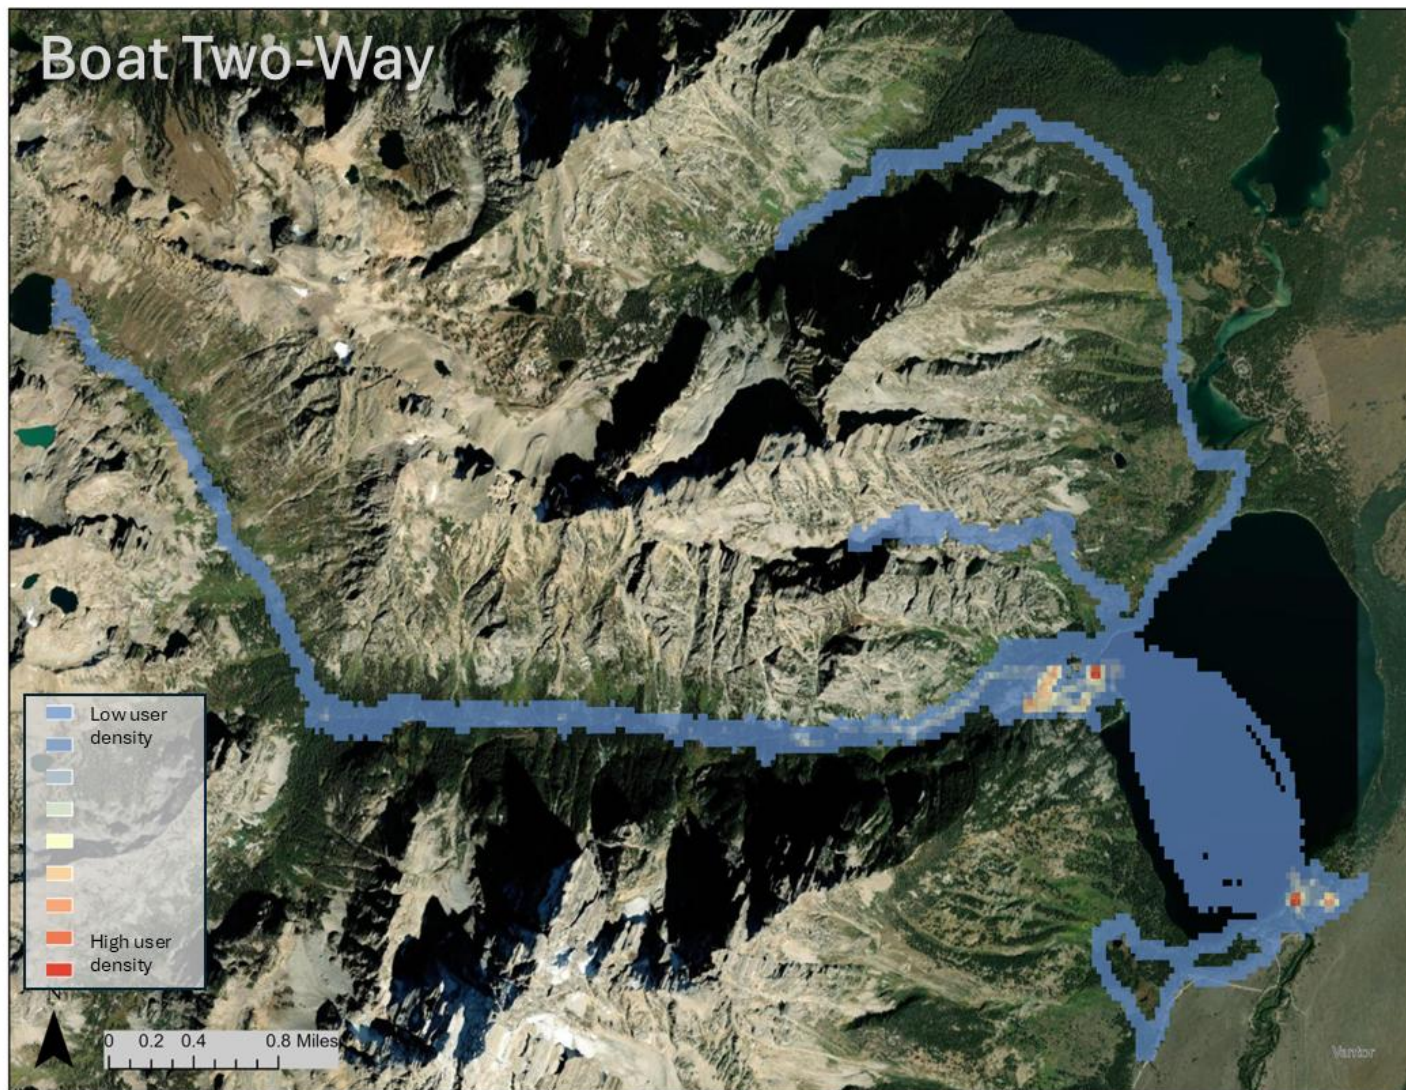 Boat Two-Way
Low user
density
High user
density
N
0 0.2 0.4 0.8 Miles
Vantor